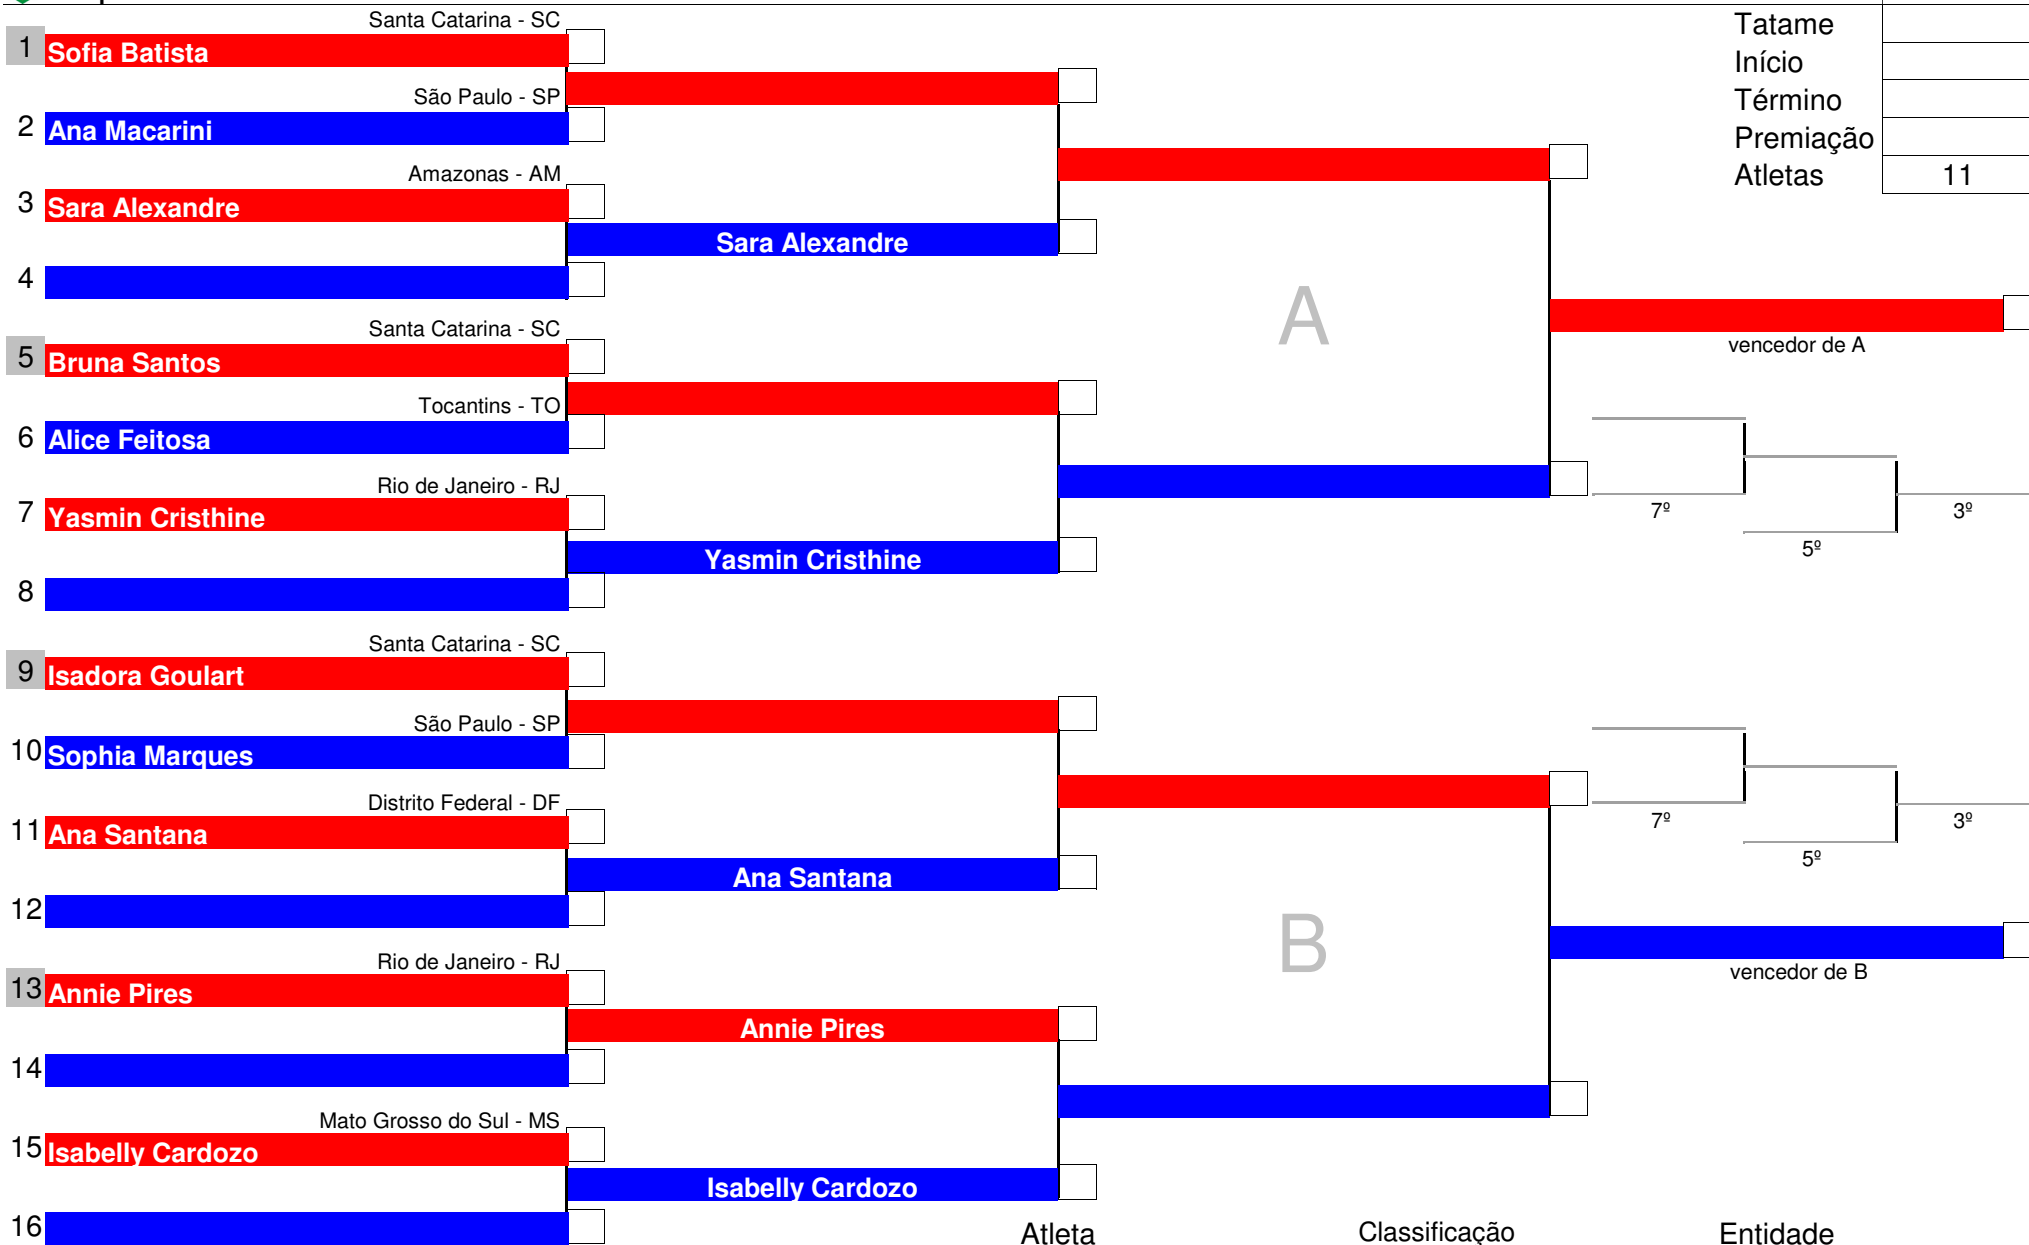 Santa Catarina - SC
1 Sofia Batista
São Paulo - SP
2 Ana Macarini
Amazonas - AM
3 Sara Alexandre
Sara Alexandre
4
Santa Catarina - SC
5 Bruna Santos
Tocantins - TO
6 Alice Feitosa
Rio de Janeiro - RJ
7 Yasmin Cristhine
Yasmin Cristhine
8
Santa Catarina - SC
9 Isadora Goulart
São Paulo - SP
10 Sophia Marques
Distrito Federal - DF
11 Ana Santana
Ana Santana
12
Rio de Janeiro - RJ
13 Annie Pires
Annie Pires
14
Mato Grosso do Sul - MS
15 Isabelly Cardozo
Isabelly Cardozo
16
A
B
Tatame
Início
Término
Premiação
Atletas 11
vencedor de A
7º
3º
5º
7º
3º
5º
vencedor de B
Atleta Classificação Entidade